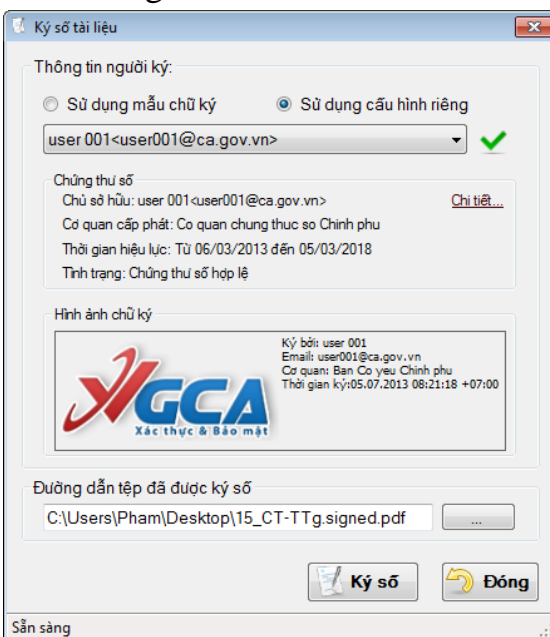 Ký số tài liệu
Thông tin người ký:
Sử dụng mẫu chữ ký
Sử dụng cấu hình riêng
user 001<user001@ca.gov.vn>
Chứng thư số
Chủ sở hữu: user 001<user001@ca.gov.vn>
Chi tiết...
Cơ quan cấp phát: Co quan chung thuc so Chinh phu
Thời gian hiệu lực: Từ 06/03/2013 đến 05/03/2018
Tình trạng: Chứng thư số hợp lệ
Hình ảnh chữ ký
VGCA
Xác thực & Bảo mật
Ký bởi: user 001
Email: user001@ca.gov.vn
Cơ quan: Ban Co yeu Chinh phu
Thời gian ký:05.07.2013 08:21:18 +07:00
Đường dẫn tệp đã được ký số
C:\Users\Pham\Desktop\15_CT-TTg.signed.pdf
...
Ký số
Đóng
Sẵn sàng